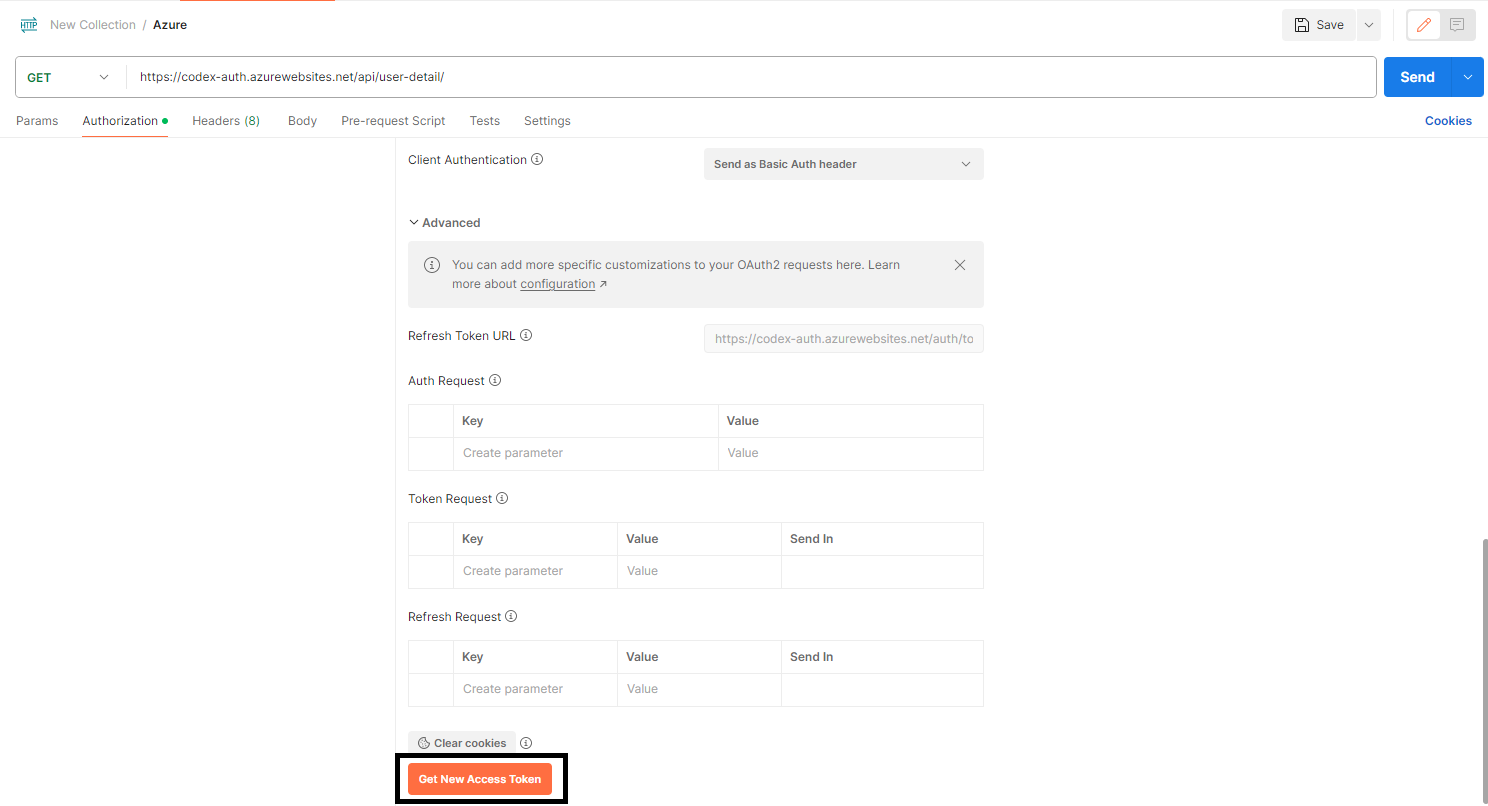 HTTP New Collection / Azure Save
GET https://codex-auth.azurewebsites.net/api/user-detail/ Send
Params Authorization Headers (8) Body Pre-request Script Tests Settings Cookies
Client Authentication Send as Basic Auth header
Advanced
You can add more specific customizations to your OAuth2 requests here. Learn
more about configuration ↗
Refresh Token URL https://codex-auth.azurewebsites.net/auth/to
Auth Request
Key Value
Create parameter Value
Token Request
Key Value Send In
Create parameter Value
Refresh Request
Key Value Send In
Create parameter Value
Clear cookies
Get New Access Token